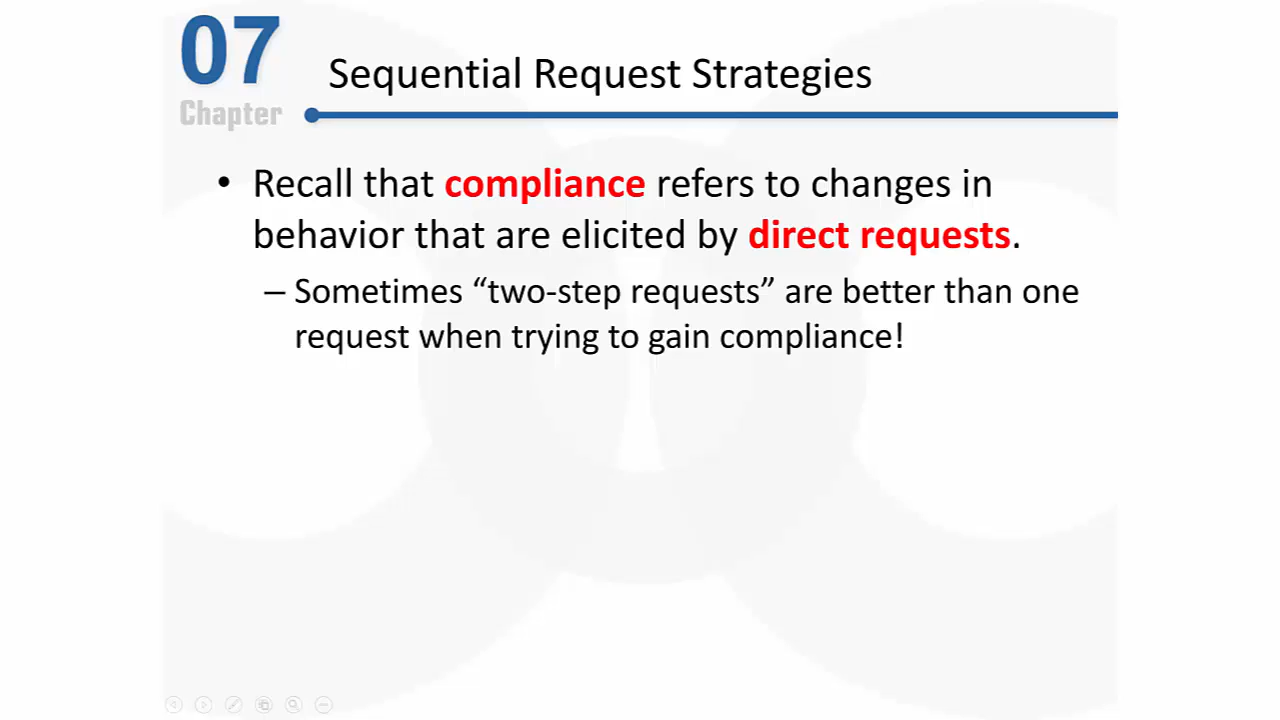 07
Chapter
Sequential Request Strategies
• Recall that compliance refers to changes in
behavior that are elicited by direct requests.
– Sometimes “two-step requests” are better than one
request when trying to gain compliance!